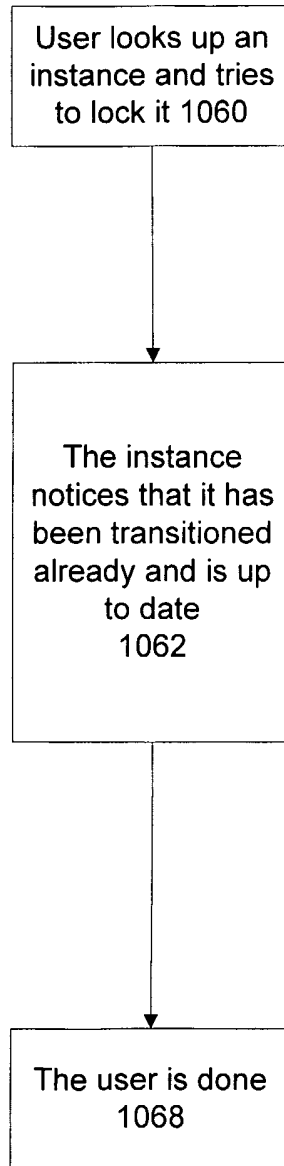 User looks up an
instance and tries
to lock it 1060
The instance
notices that it has
been transitioned
already and is up
to date
1062
The user is done
1068